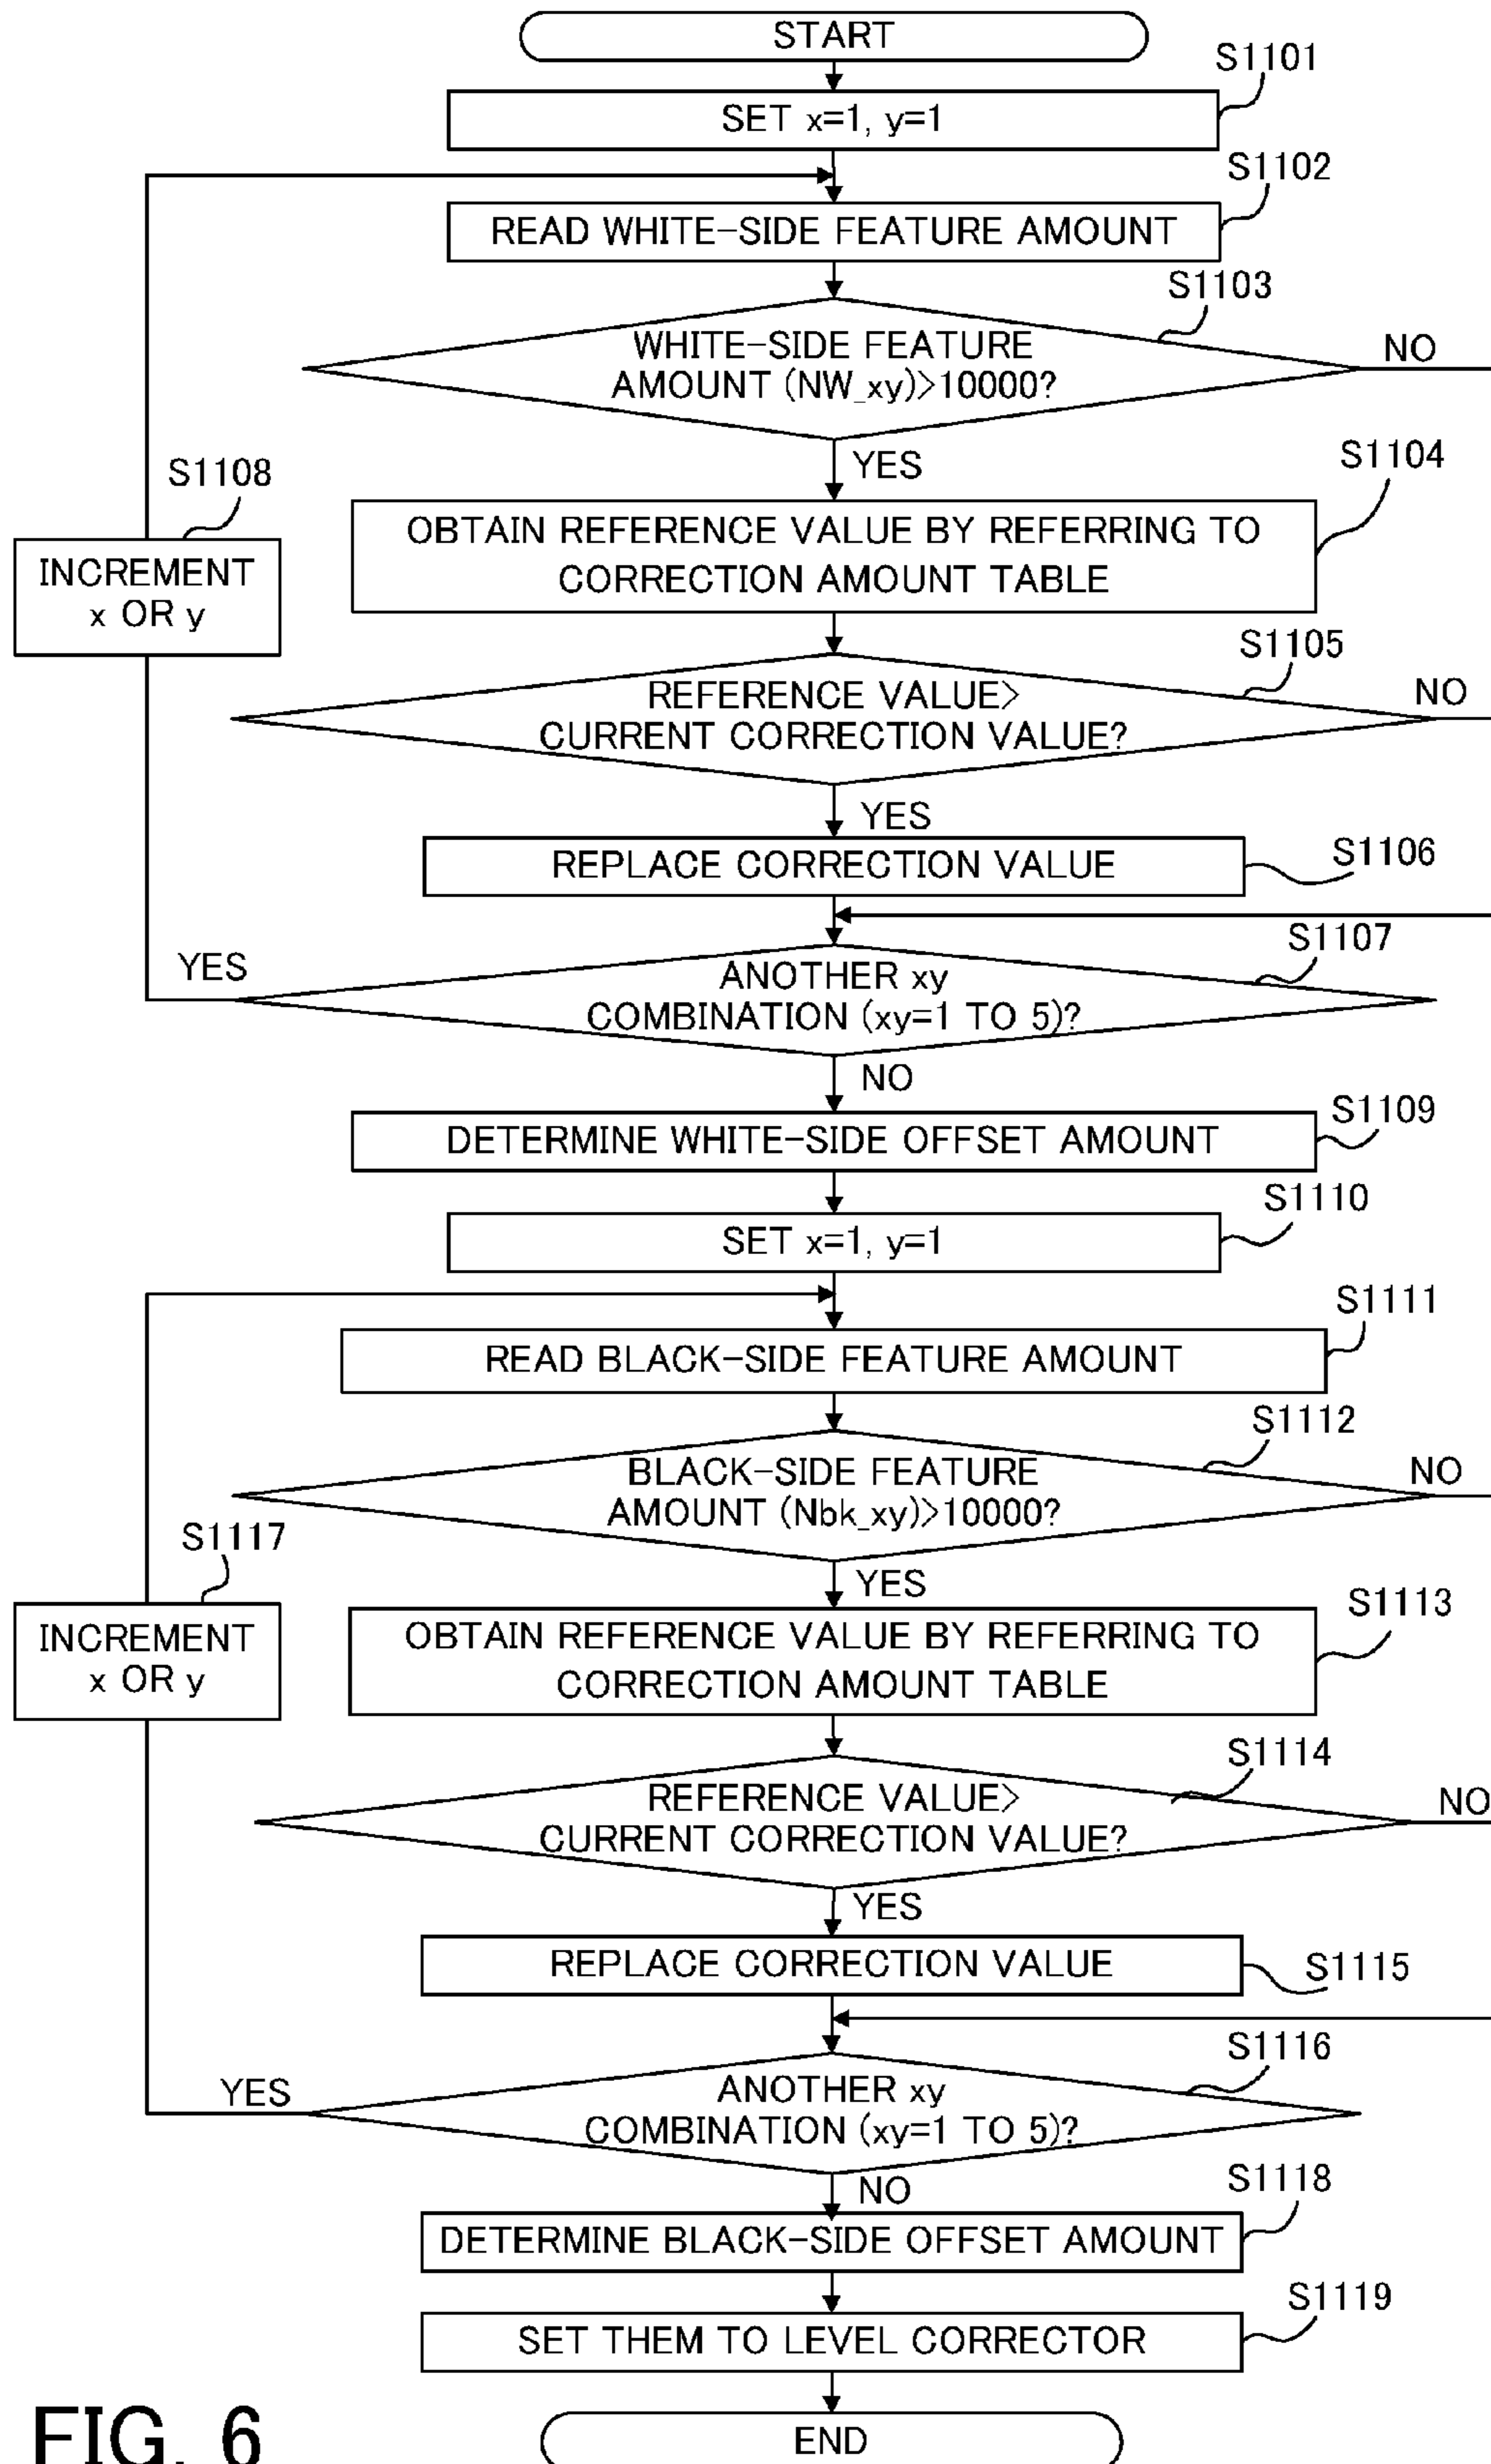 START
S1101
SET x=1, y=1
S1102
READ WHITE-SIDE FEATURE AMOUNT
S1103
WHITE-SIDE FEATURE
AMOUNT (NW_xy)>10000?
NO
YES
S1104
S1108
OBTAIN REFERENCE VALUE BY REFERRING TO
CORRECTION AMOUNT TABLE
INCREMENT
x OR y
S1105
REFERENCE VALUE>
CURRENT CORRECTION VALUE?
NO
YES
S1106
REPLACE CORRECTION VALUE
S1107
YES
ANOTHER xy
COMBINATION (xy=1 TO 5)?
NO
S1109
DETERMINE WHITE-SIDE OFFSET AMOUNT
S1110
SET x=1, y=1
S1111
READ BLACK-SIDE FEATURE AMOUNT
S1112
BLACK-SIDE FEATURE
AMOUNT (Nbk_xy)>10000?
NO
S1117
YES
S1113
INCREMENT
x OR y
OBTAIN REFERENCE VALUE BY REFERRING TO
CORRECTION AMOUNT TABLE
S1114
REFERENCE VALUE>
CURRENT CORRECTION VALUE?
NO
YES
REPLACE CORRECTION VALUE
S1115
S1116
YES
ANOTHER xy
COMBINATION (xy=1 TO 5)?
NO
S1118
DETERMINE BLACK-SIDE OFFSET AMOUNT
S1119
SET THEM TO LEVEL CORRECTOR
END
FIG. 6